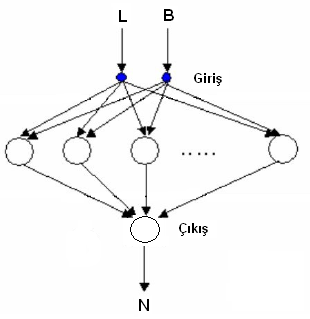 L B
Giriş
.....
Çıkış
N